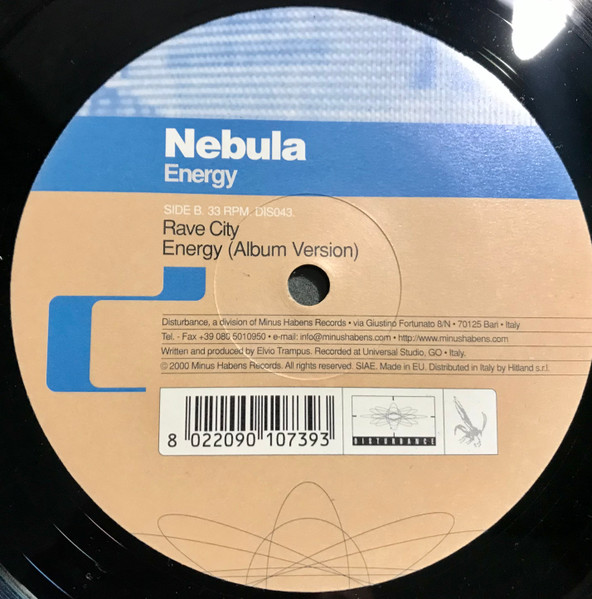 Nebula
Energy
SIDE B. 33 RPM. DIS043.
Rave City
Energy (Album Version)
Disturbance, a division of Minus Habens Records • via Giustino Fortunato 8/N • 70125 Bari • Italy
Tel. - Fax +39 080 5010950 • e-mail: info@minushabens.com • http://www.minushabens.com
Written and produced by Elvio Trampus. Recorded at Universal Studio, GO • Italy.
© 2000 Minus Habens Records. All rights reserved. SIAE. Made in EU. Distributed in Italy by Hitland s.r.l.
8 022090 107393
DISTURBANCE